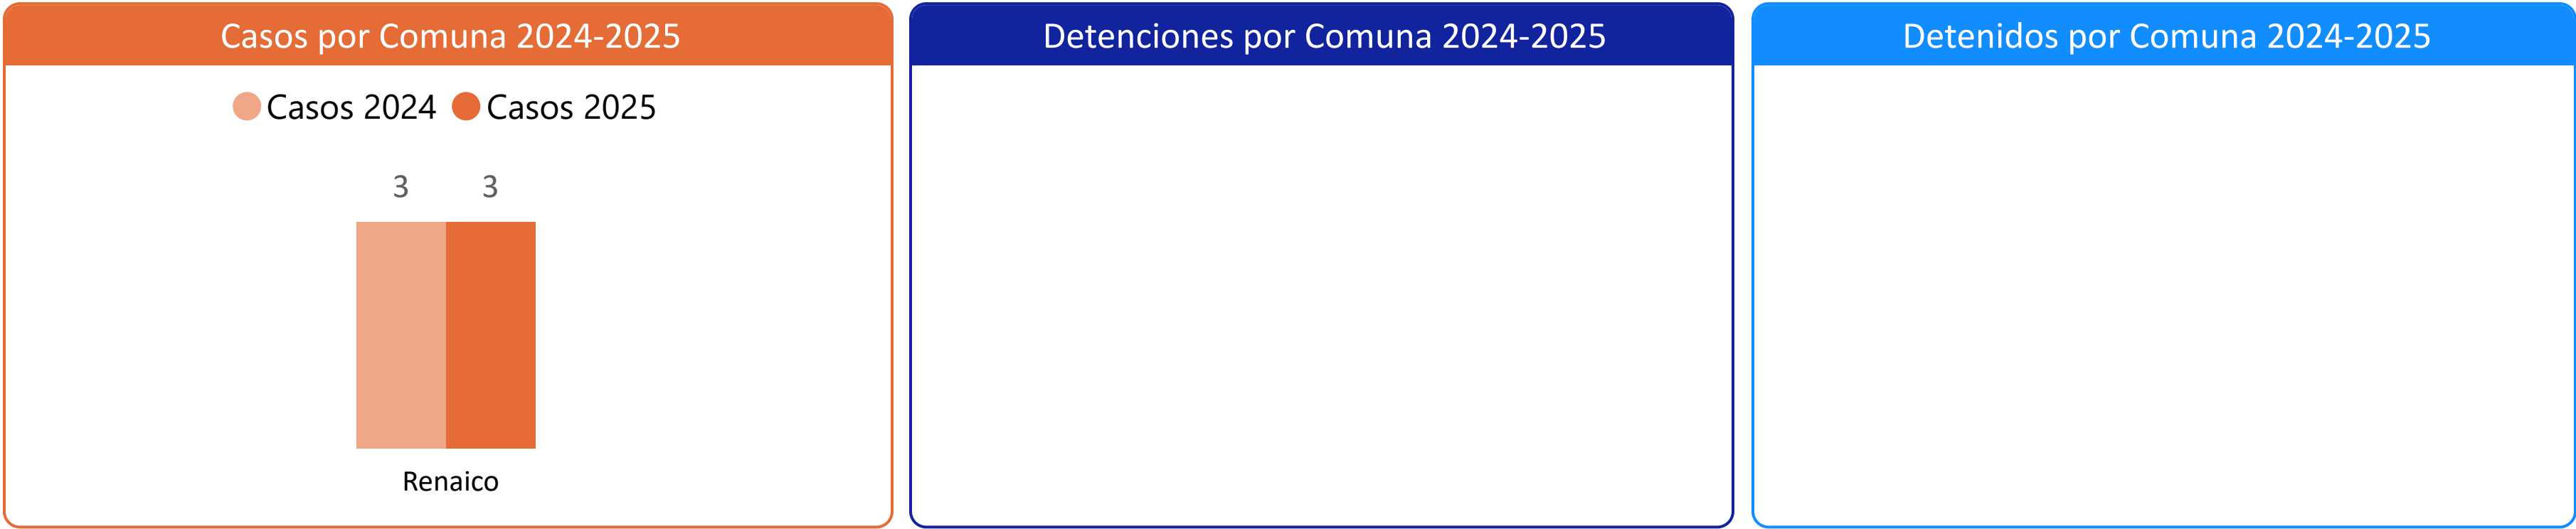 Casos por Comuna 2024-2025
Casos 2024 Casos 2025
3 3
Renaico
Detenciones por Comuna 2024-2025
Detenidos por Comuna 2024-2025